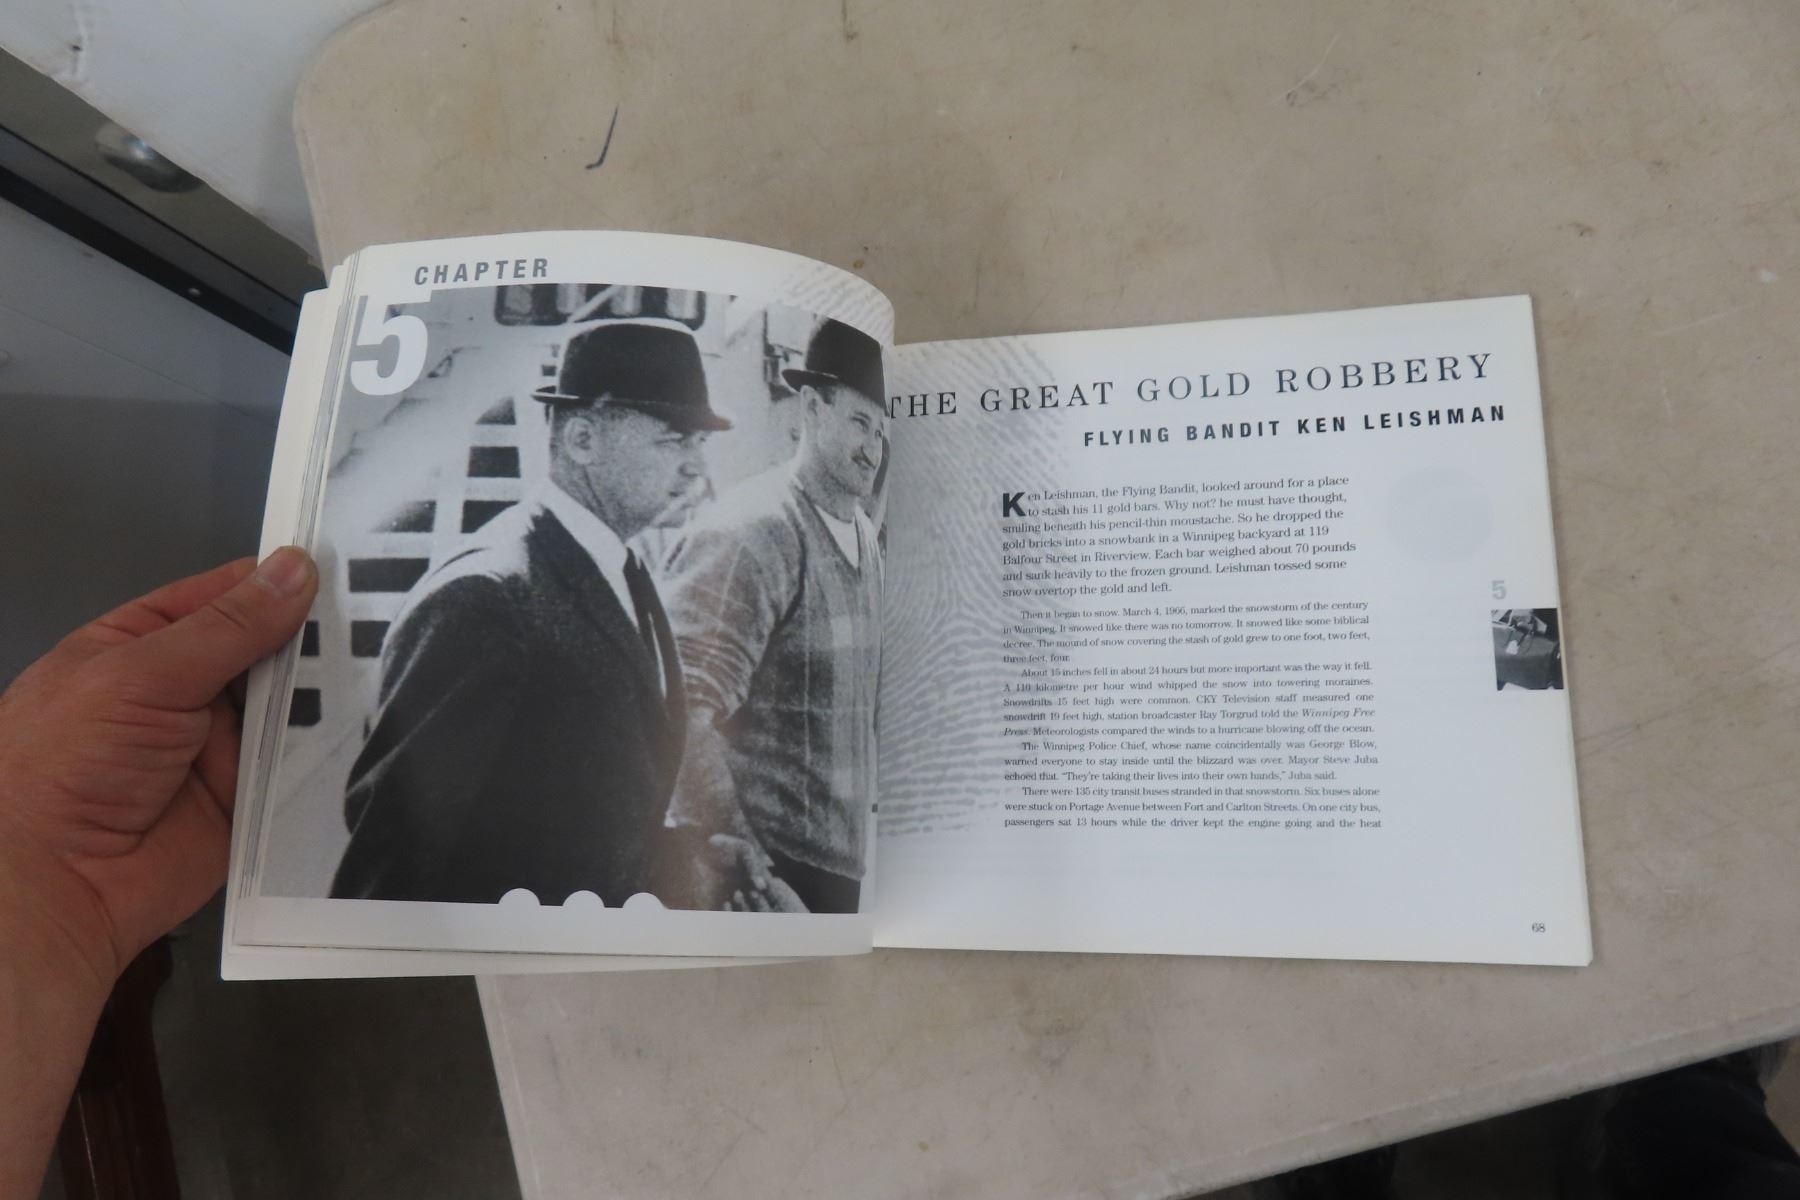 CHAPTER
5
THE GREAT GOLD ROBBERY
FLYING BANDIT KEN LEISHMAN
Ken Leishman, the Flying Bandit, looked around for a place
to stash his 11 gold bars. Why not? he must have thought,
smiling beneath his pencil-thin moustache. So he dropped the
gold bricks into a snowbank in a Winnipeg backyard at 119
Balfour Street in Riverview. Each bar weighed about 70 pounds
and sank heavily to the frozen ground. Leishman tossed some
snow overtop the gold and left.
Then it began to snow. March 4, 1966, marked the snowstorm of the century
in Winnipeg. It snowed like there was no tomorrow. It snowed like some biblical
decree. The mound of snow covering the stash of gold grew to one foot, two feet,
three feet, four.
About 15 inches fell in about 24 hours but more important was the way it fell.
A 110 kilometre per hour wind whipped the snow into towering moraines.
Snowdrifts 15 feet high were common. CKY Television staff measured one
snowdrift 19 feet high, station broadcaster Ray Torgrud told the Winnipeg Free
Press. Meteorologists compared the winds to a hurricane blowing off the ocean.
The Winnipeg Police Chief, whose name coincidentally was George Blow,
warned everyone to stay inside until the blizzard was over. Mayor Steve Juba
echoed that. "They're taking their lives into their own hands," Juba said.
There were 135 city transit buses stranded in that snowstorm. Six buses alone
were stuck on Portage Avenue between Fort and Carlton Streets. On one city bus,
passengers sat 13 hours while the driver kept the engine going and the heat
5
68